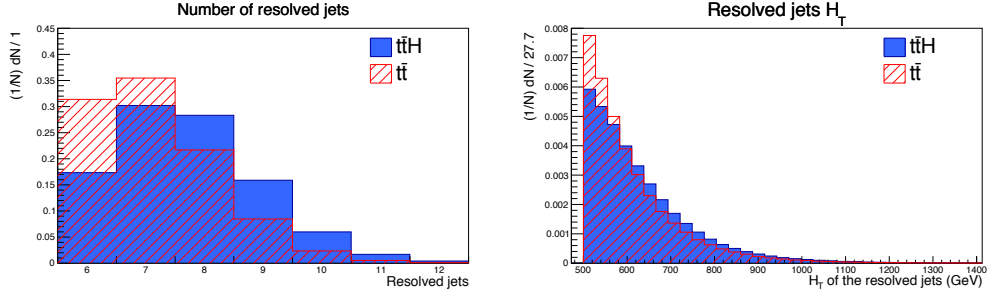 Number of resolved jets
(1/N) dN / 1
0.45
0.4
0.35
0.3
0.25
0.2
0.15
0.1
0.05
0
tt̄H
tt̄
6 7 8 9 10 11 12
Resolved jets
Resolved jets H_T
(1/N) dN / 27.7
0.008
0.007
0.006
0.005
0.004
0.003
0.002
0.001
0
tt̄H
tt̄
500 600 700 800 900 1000 1100 1200 1300 1400
H_T of the resolved jets (GeV)